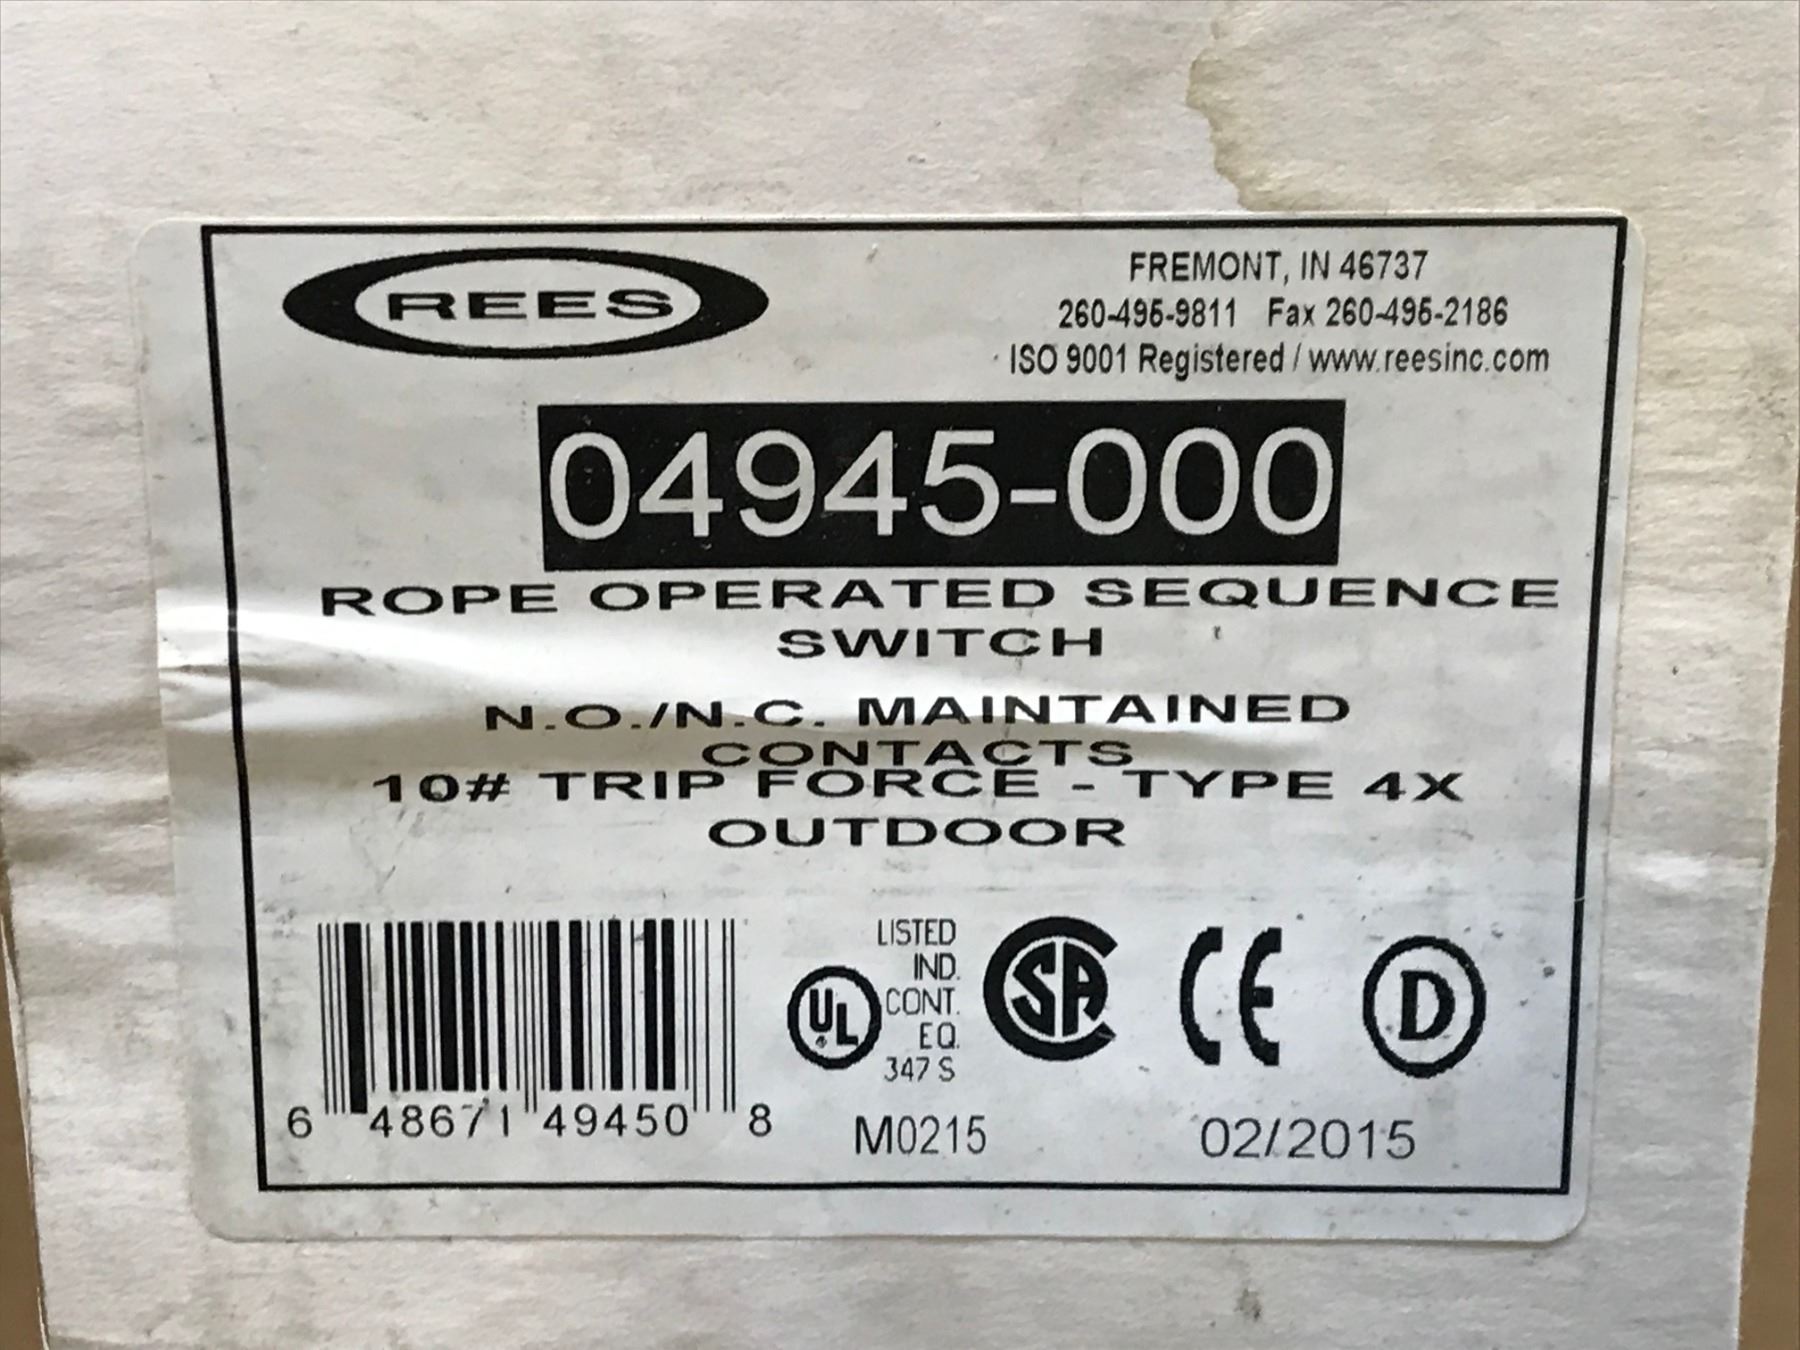 REES
FREMONT, IN 46737
260-495-9811 Fax 260-495-2186
ISO 9001 Registered / www.reesinc.com
04945-000
ROPE OPERATED SEQUENCE
SWITCH
N.O./N.C. MAINTAINED
CONTACTS
10# TRIP FORCE - TYPE 4X
OUTDOOR
LISTED
IND.
CONT.
EQ.
347 S
UL
SA
CE
D
6 48671 49450 8
M0215
02/2015